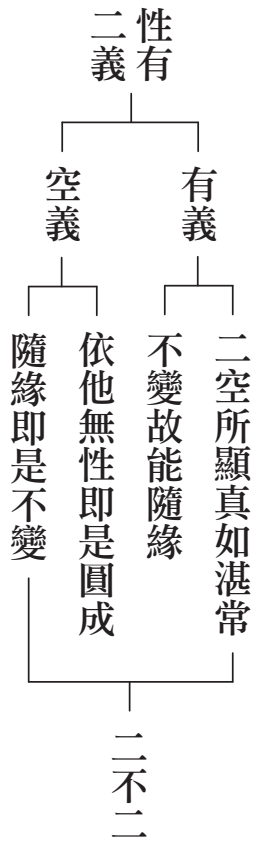 性有
二義
有義
空義
二空所顯真如湛常
不變故能隨緣
依他無性即是圓成
隨緣即是不變
二不二